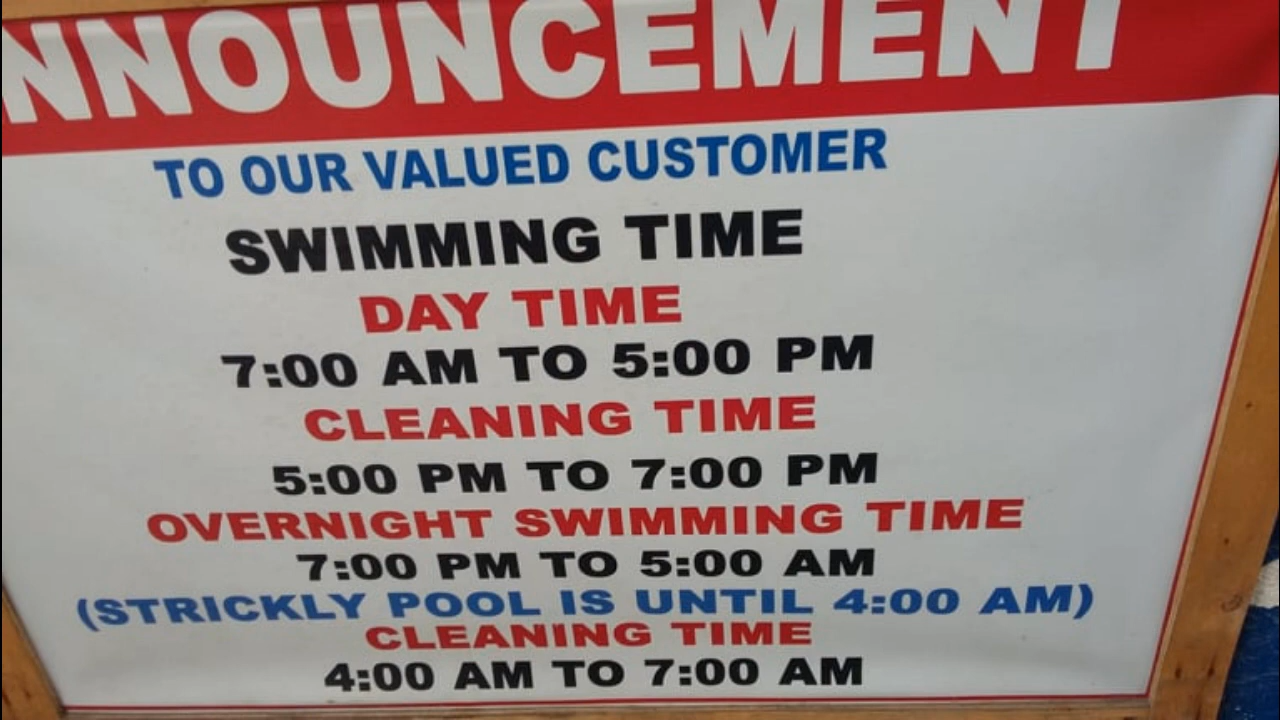 NNOUNCEMENT
TO OUR VALUED CUSTOMER
SWIMMING TIME
DAY TIME
7:00 AM TO 5:00 PM
CLEANING TIME
5:00 PM TO 7:00 PM
OVERNIGHT SWIMMING TIME
7:00 PM TO 5:00 AM
(STRICKLY POOL IS UNTIL 4:00 AM)
CLEANING TIME
4:00 AM TO 7:00 AM